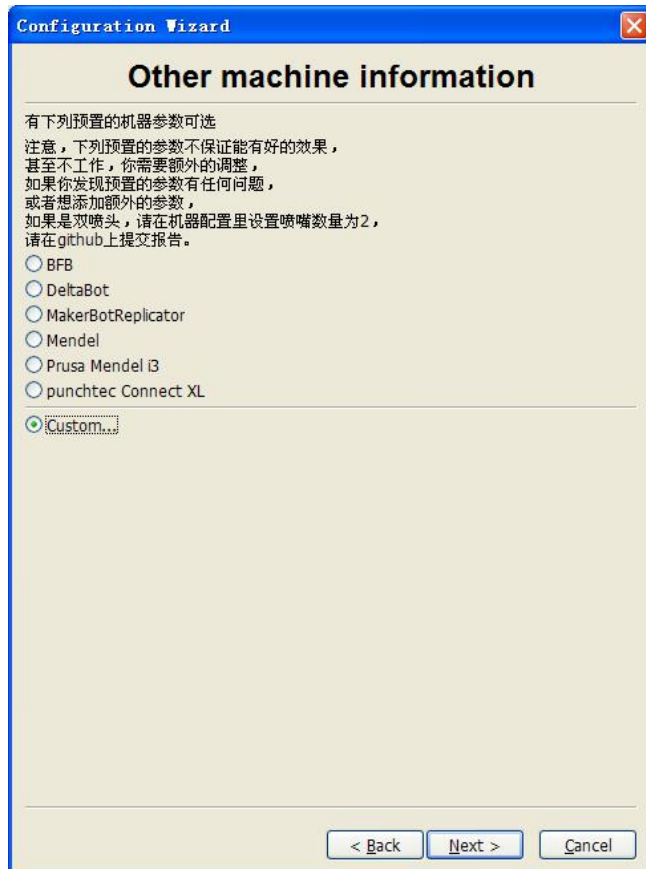 Configuration Wizard
Other machine information
有下列预置的机器参数可选
注意，下列预置的参数不保证能有好的效果，
甚至不工作，你需要额外的调整，
如果你发现预置的参数有任何问题，
或者想添加额外的参数，
如果是双喷头，请在机器配置里设置喷嘴数量为2，
请在github上提交报告。
BFB
DeltaBot
MakerBotReplicator
Mendel
Prusa Mendel i3
punchtec Connect XL
Custom...
< Back Next > Cancel